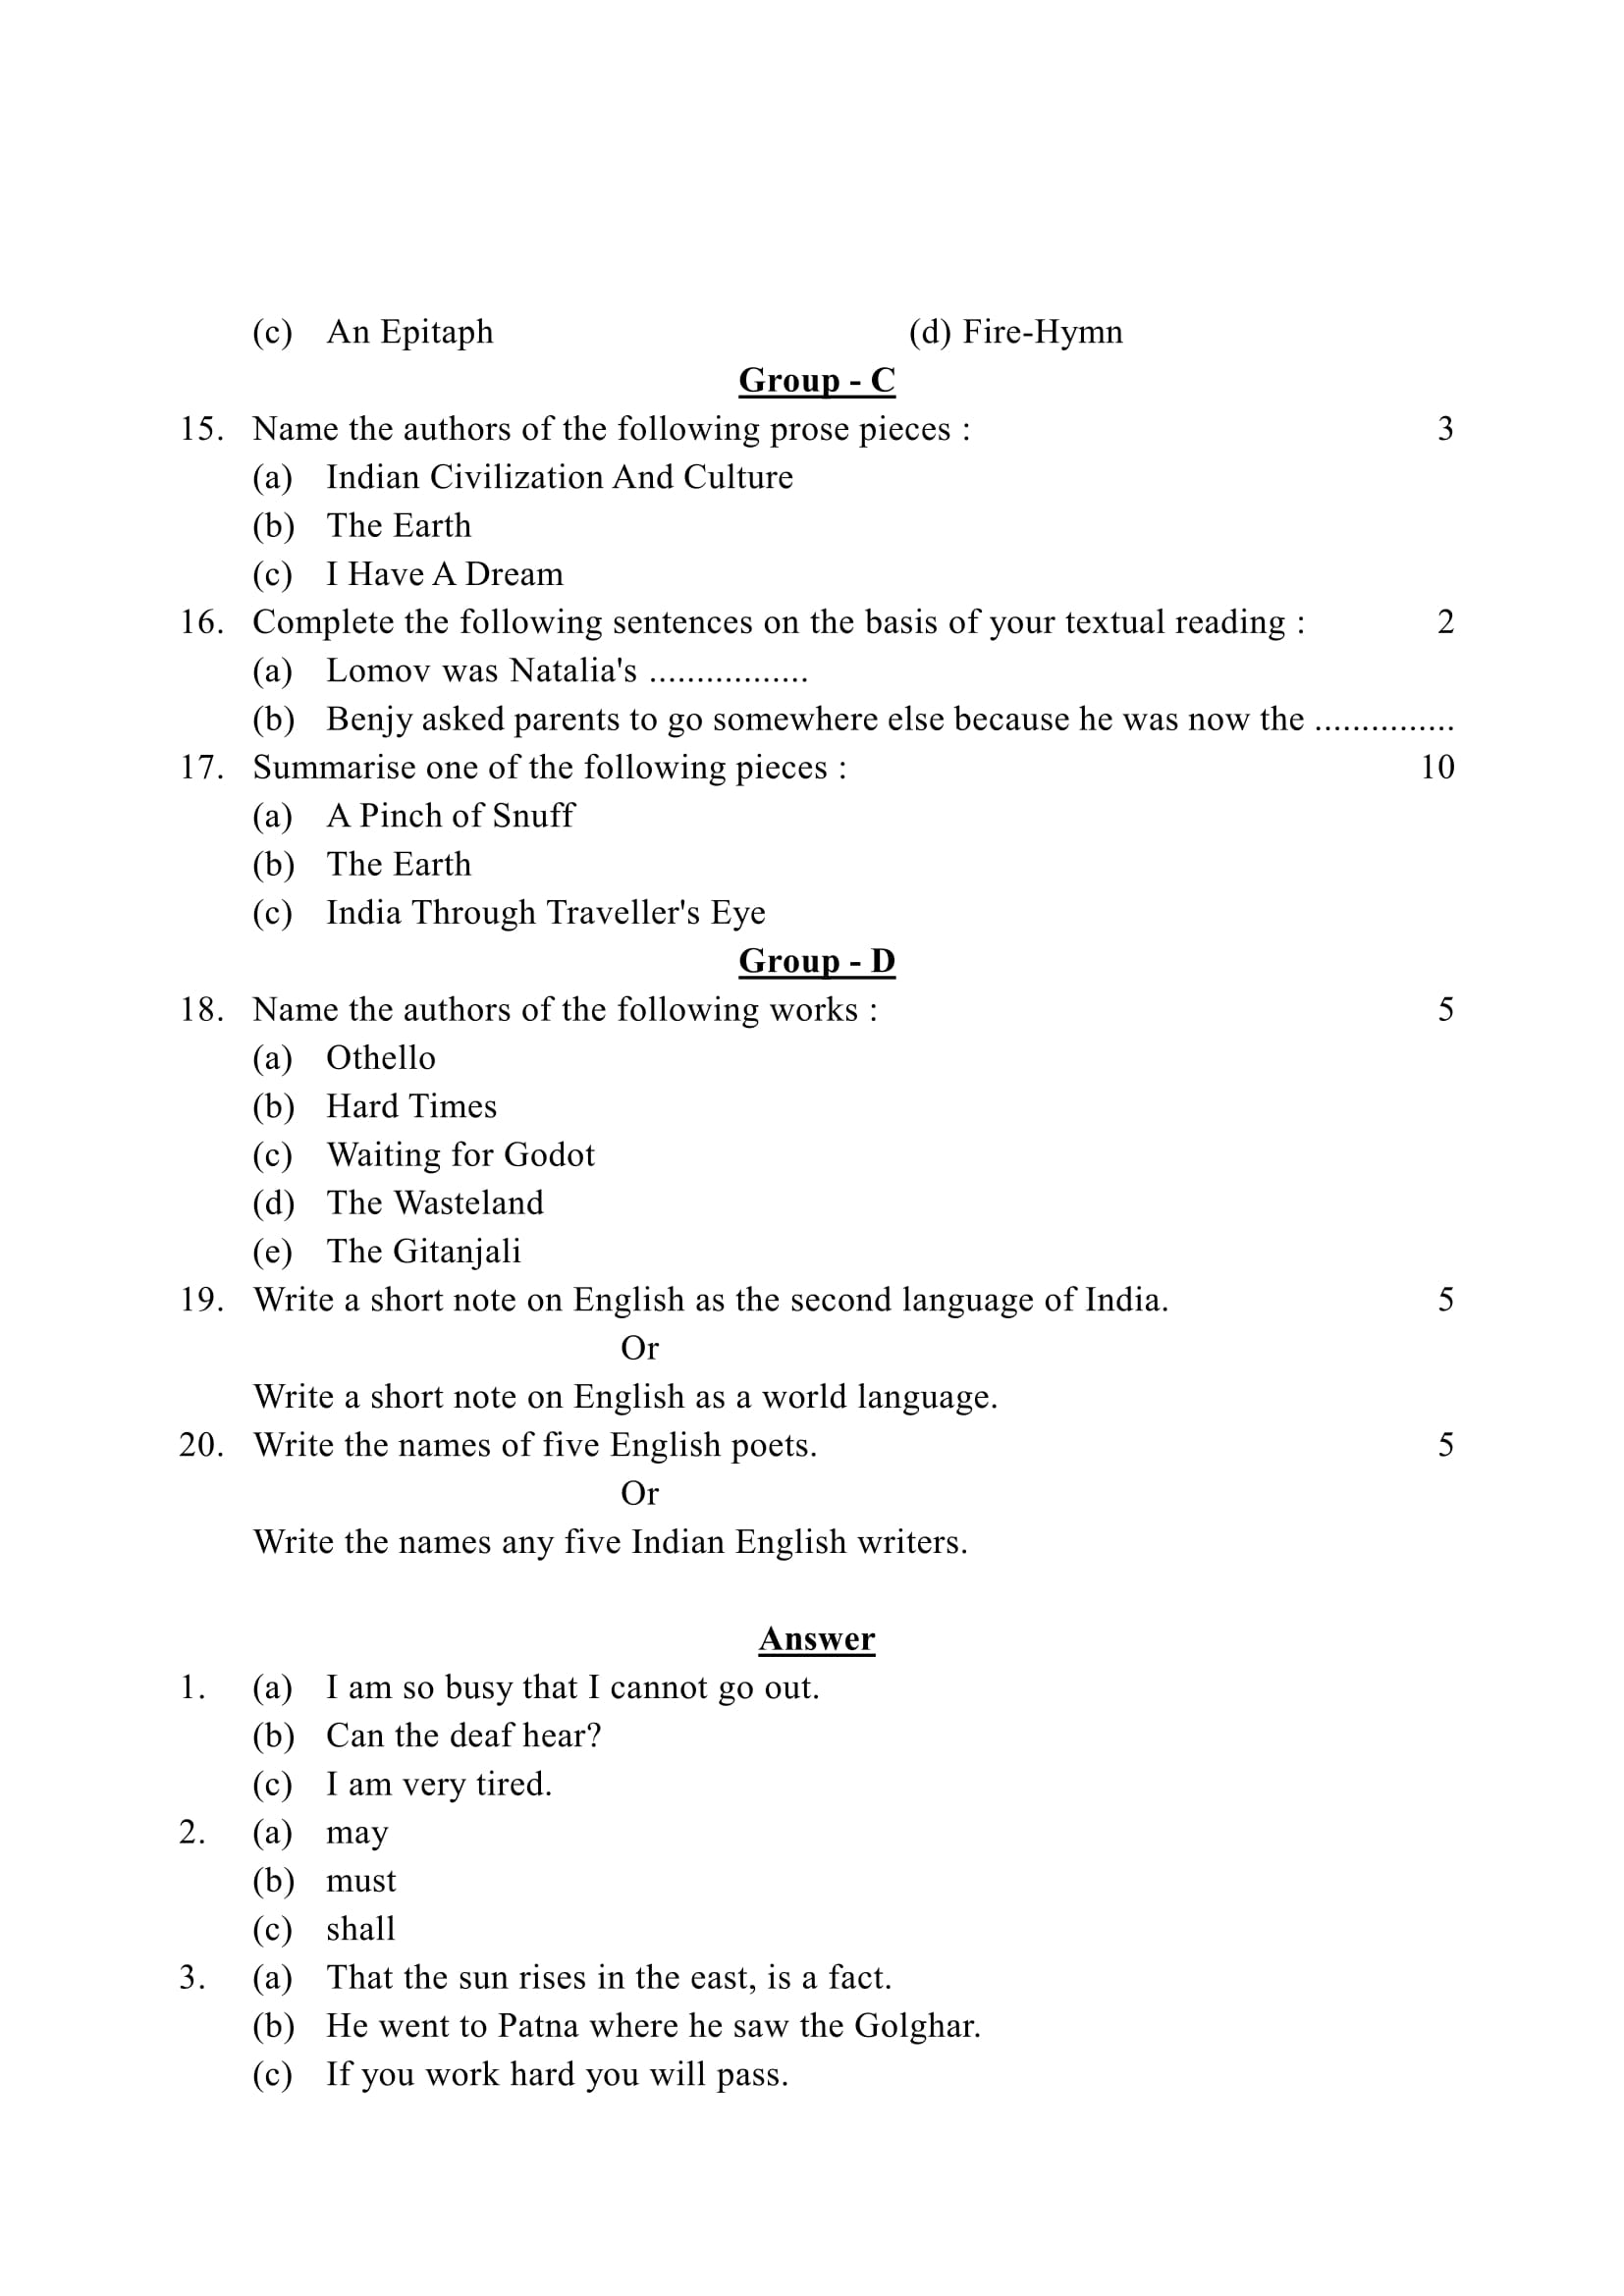 (c) An Epitaph (d) Fire-Hymn
Group - C
15. Name the authors of the following prose pieces : 3
(a) Indian Civilization And Culture
(b) The Earth
(c) I Have A Dream
16. Complete the following sentences on the basis of your textual reading : 2
(a) Lomov was Natalia's .................
(b) Benjy asked parents to go somewhere else because he was now the ...............
17. Summarise one of the following pieces : 10
(a) A Pinch of Snuff
(b) The Earth
(c) India Through Traveller's Eye
Group - D
18. Name the authors of the following works : 5
(a) Othello
(b) Hard Times
(c) Waiting for Godot
(d) The Wasteland
(e) The Gitanjali
19. Write a short note on English as the second language of India. 5
Or
Write a short note on English as a world language.
20. Write the names of five English poets. 5
Or
Write the names any five Indian English writers.
Answer
1. (a) I am so busy that I cannot go out.
(b) Can the deaf hear?
(c) I am very tired.
2. (a) may
(b) must
(c) shall
3. (a) That the sun rises in the east, is a fact.
(b) He went to Patna where he saw the Golghar.
(c) If you work hard you will pass.